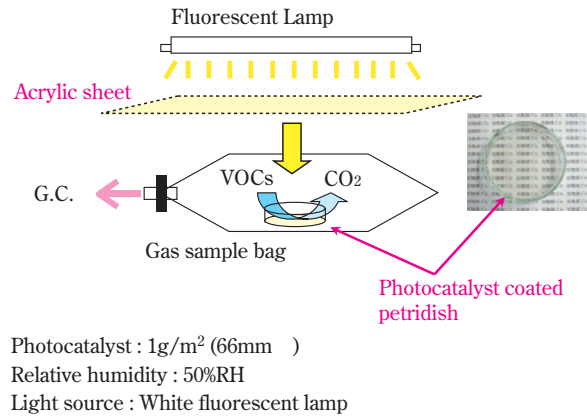 Fluorescent Lamp
Acrylic sheet
VOCs CO2
G.C.
Gas sample bag
Photocatalyst coated
petridish
Photocatalyst : 1g/m² (66mm )
Relative humidity : 50%RH
Light source : White fluorescent lamp